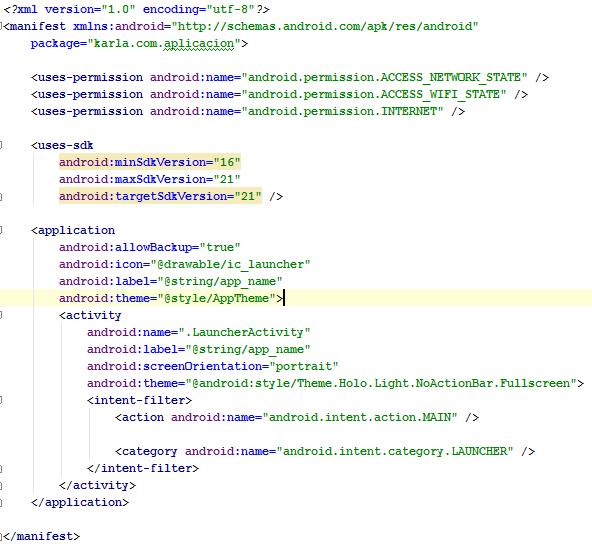 <?xml version="1.0" encoding="utf-8"?>
<manifest xmlns:android="http://schemas.android.com/apk/res/android"
package="karla.com.aplicacion">
<uses-permission android:name="android.permission.ACCESS_NETWORK_STATE" />
<uses-permission android:name="android.permission.ACCESS_WIFI_STATE" />
<uses-permission android:name="android.permission.INTERNET" />
<uses-sdk
android:minSdkVersion="16"
android:maxSdkVersion="21"
android:targetSdkVersion="21" />
<application
android:allowBackup="true"
android:icon="@drawable/ic_launcher"
android:label="@string/app_name"
android:theme="@style/AppTheme">
<activity
android:name=".LauncherActivity"
android:label="@string/app_name"
android:screenOrientation="portrait"
android:theme="@android:style/Theme.Holo.Light.NoActionBar.Fullscreen">
<intent-filter>
<action android:name="android.intent.action.MAIN" />
<category android:name="android.intent.category.LAUNCHER" />
</intent-filter>
</activity>
</application>
</manifest>